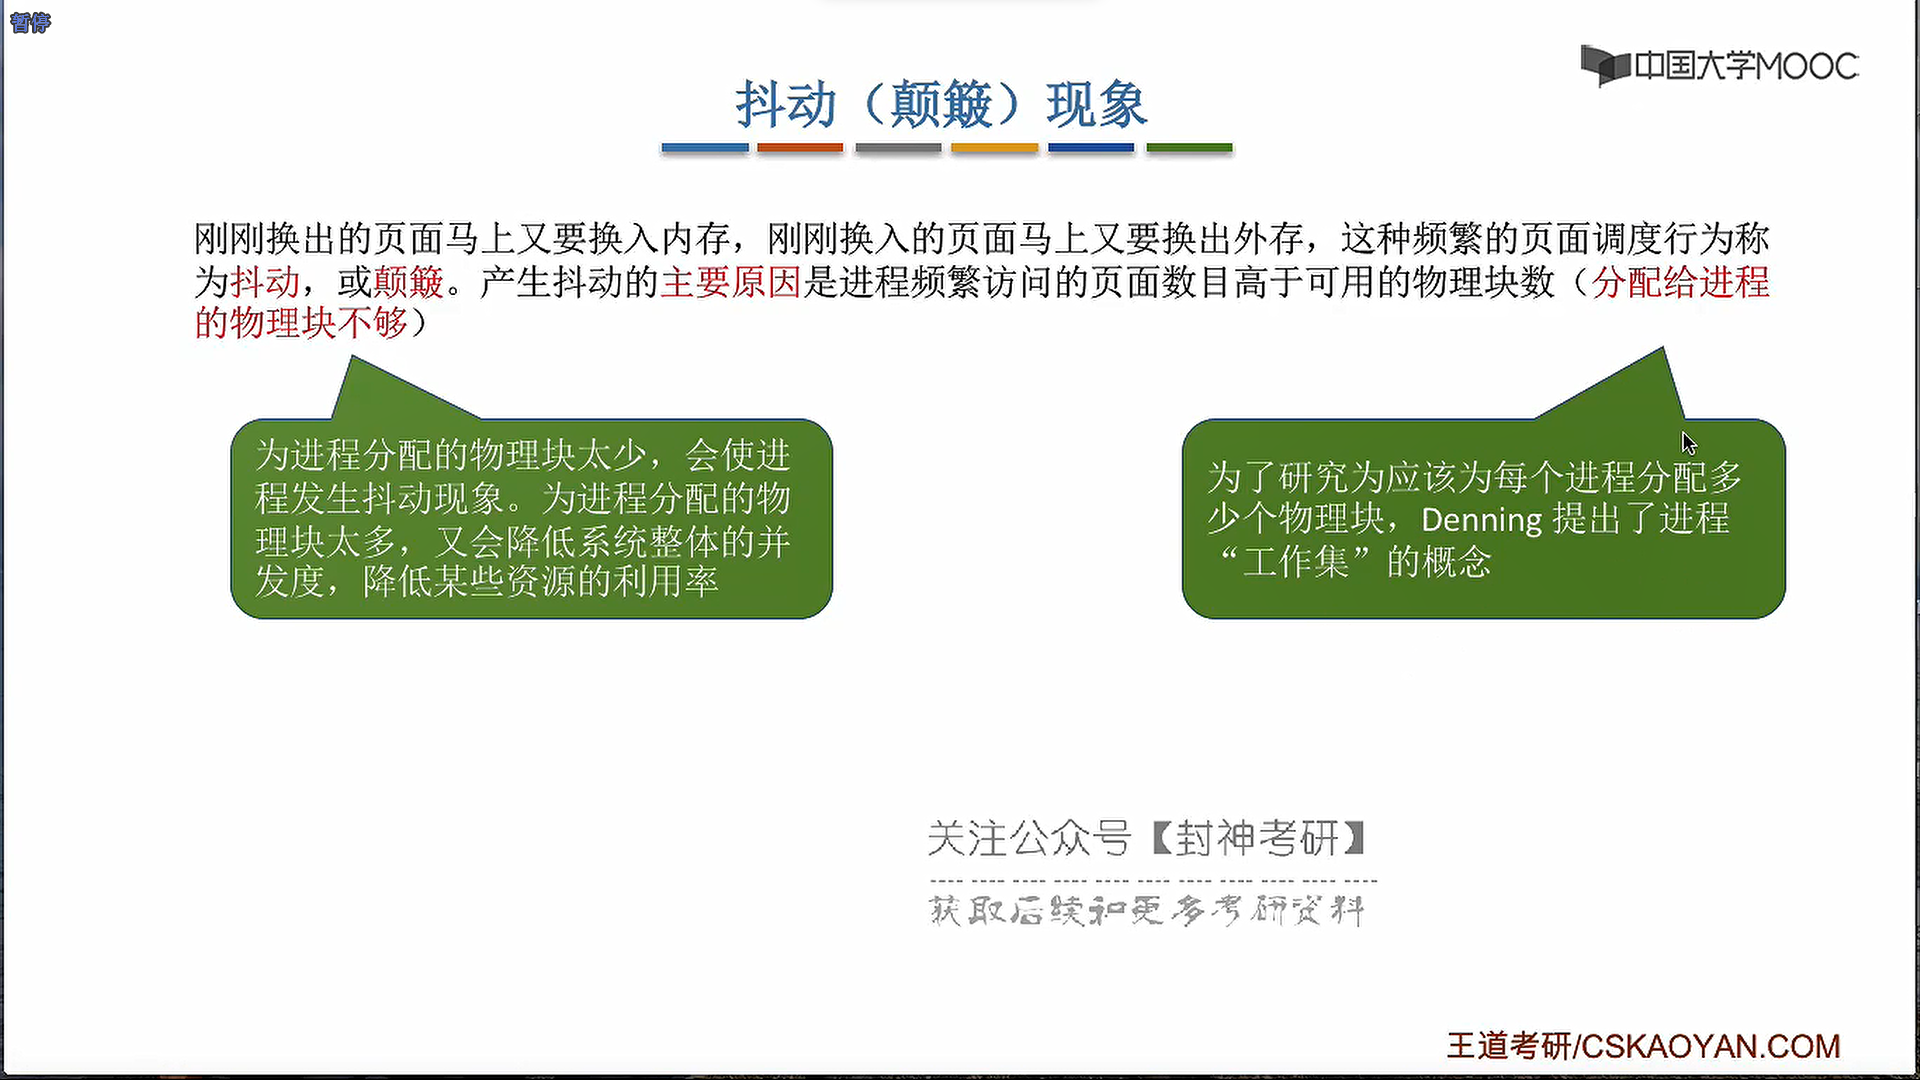 暂停
中国大学MOOC
抖动（颠簸）现象
刚刚换出的页面马上又要换入内存，刚刚换入的页面马上又要换出外存，这种频繁的页面调度行为称
为抖动，或颠簸。产生抖动的主要原因是进程频繁访问的页面数目高于可用的物理块数（分配给进程
的物理块不够）
为进程分配的物理块太少，会使进
程发生抖动现象。为进程分配的物
理块太多，又会降低系统整体的并
发度，降低某些资源的利用率
为了研究为应该为每个进程分配多
少个物理块，Denning 提出了进程
“工作集”的概念
关注公众号【封神考研】
获取后续和更多考研资料
王道考研/CSKAOYAN.COM